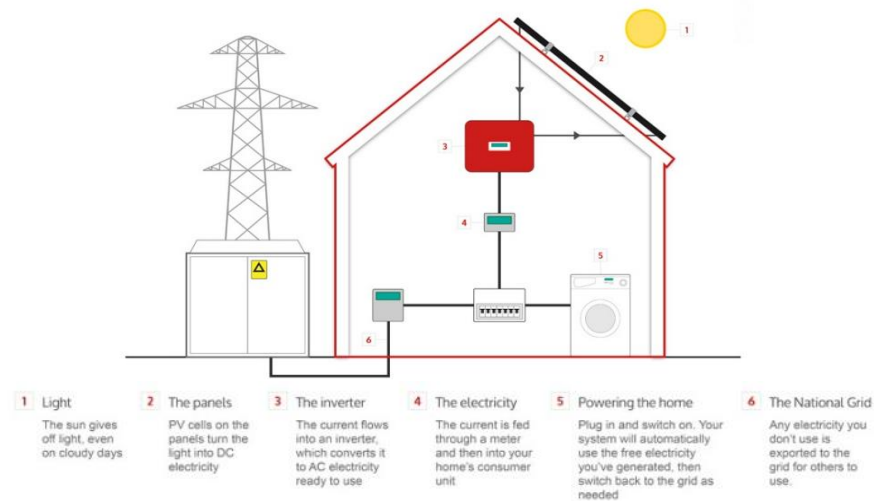 1
2
3
4
5
6
1 Light
The sun gives
off light, even
on cloudy days
2 The panels
PV cells on the
panels turn the
light into DC
electricity
3 The inverter
The current flows
into an inverter,
which converts it
to AC electricity
ready to use
4 The electricity
The current is fed
through a meter
and then into your
home's consumer
unit
5 Powering the home
Plug in and switch on. Your
system will automatically
use the free electricity
you've generated, then
switch back to the grid as
needed
6 The National Grid
Any electricity you
don't use is
exported to the
grid for others to
use.